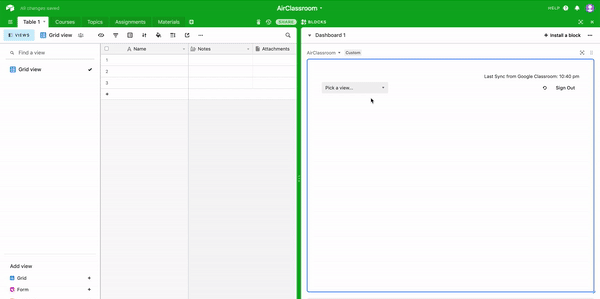 All changes saved
AirClassroom
HELP
Table 1
Courses
Topics
Assignments
Materials
SHARE
BLOCKS
VIEWS
Grid view
Dashboard 1
+ Install a block
Find a view
Name
Notes
Attachments
AirClassroom
Custom
Grid view
1
2
3
4
Last Sync from Google Classroom: 10:40 pm
Pick a view...
Sign Out
Add view
Grid
Form